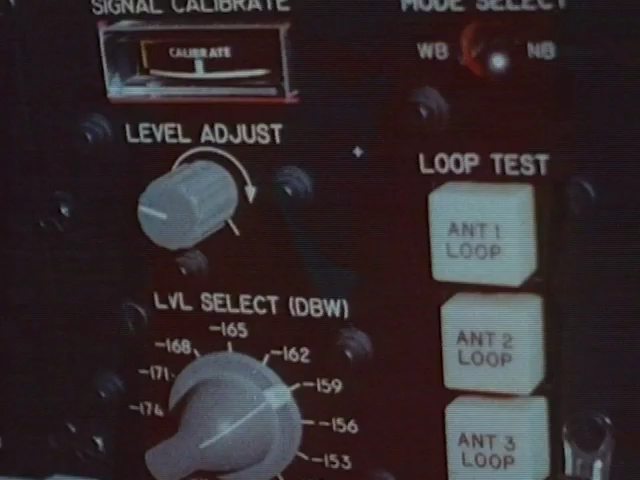 SIGNAL CALIBRATE
MODE SELECT
CALIBRATE
WB NB
LEVEL ADJUST
LOOP TEST
ANT 1
LOOP
LVL SELECT (DBW)
-165
-168 -162
ANT 2
LOOP
-171 -159
-174 -156
ANT 3
LOOP
-153